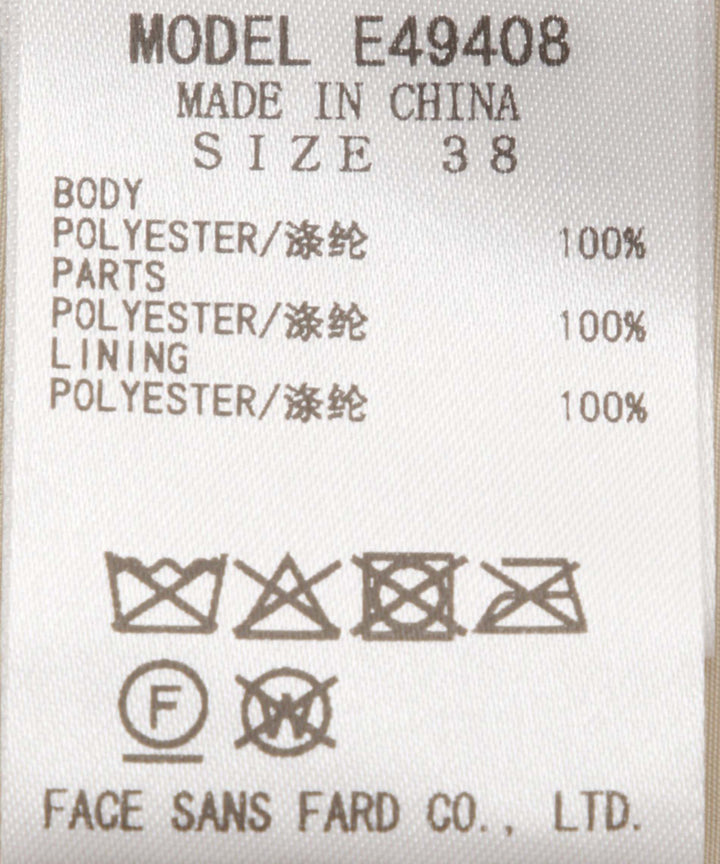 MODEL E49408
MADE IN CHINA
SIZE 38
BODY
POLYESTER/涤纶 100%
PARTS
POLYESTER/涤纶 100%
LINING
POLYESTER/涤纶 100%
F W
FACE SANS FARD CO., LTD.